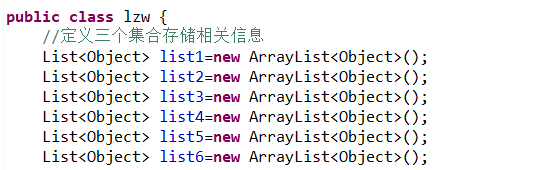 public class lzw {
//定义三个集合存储相关信息
List<Object> list1=new ArrayList<Object>();
List<Object> list2=new ArrayList<Object>();
List<Object> list3=new ArrayList<Object>();
List<Object> list4=new ArrayList<Object>();
List<Object> list5=new ArrayList<Object>();
List<Object> list6=new ArrayList<Object>();